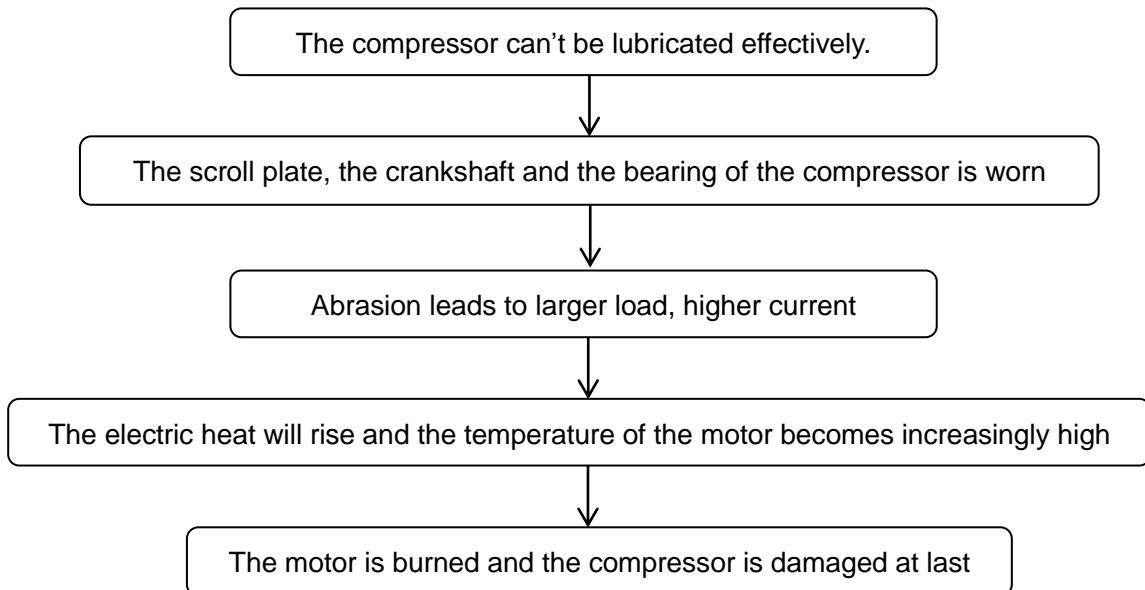 The compressor can’t be lubricated effectively.
The scroll plate, the crankshaft and the bearing of the compressor is worn
Abrasion leads to larger load, higher current
The electric heat will rise and the temperature of the motor becomes increasingly high
The motor is burned and the compressor is damaged at last